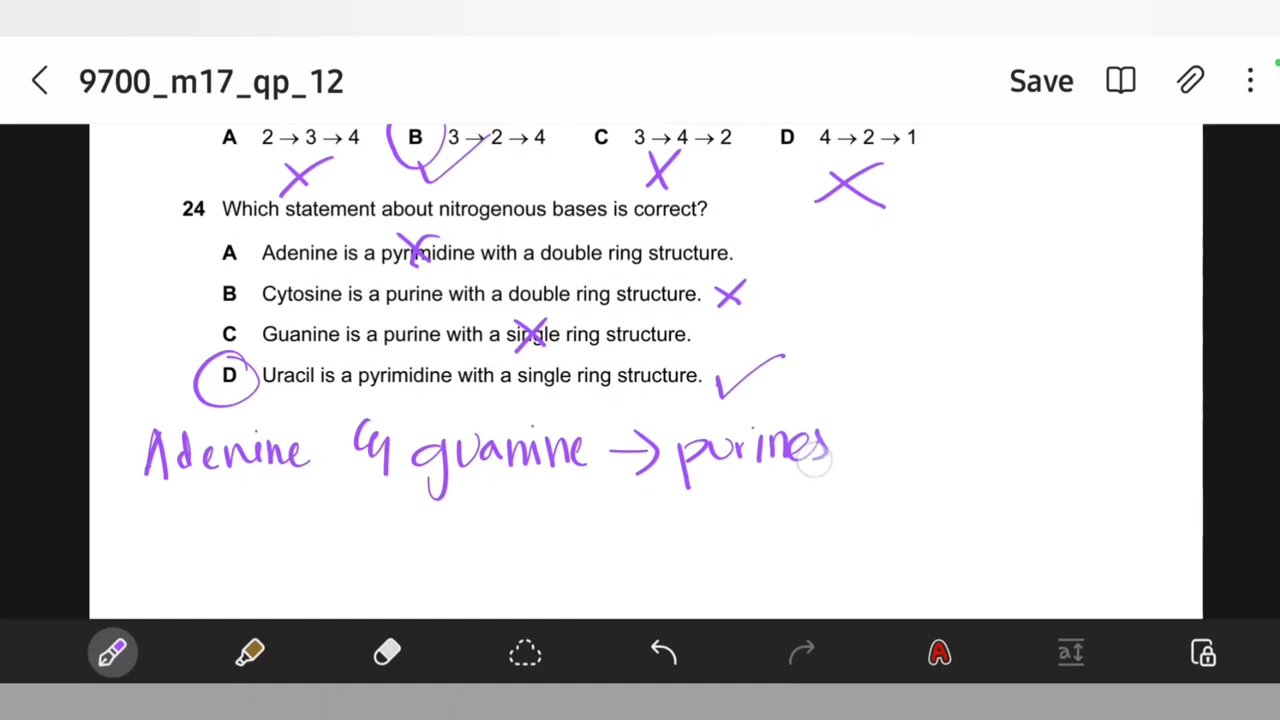 9700_m17_qp_12 Save
A 2 → 3 → 4 B 3 → 2 → 4 C 3 → 4 → 2 D 4 → 2 → 1
24 Which statement about nitrogenous bases is correct?
A Adenine is a pyrimidine with a double ring structure.
B Cytosine is a purine with a double ring structure.
C Guanine is a purine with a single ring structure.
D Uracil is a pyrimidine with a single ring structure.
Adenine & guanine → purines
A a